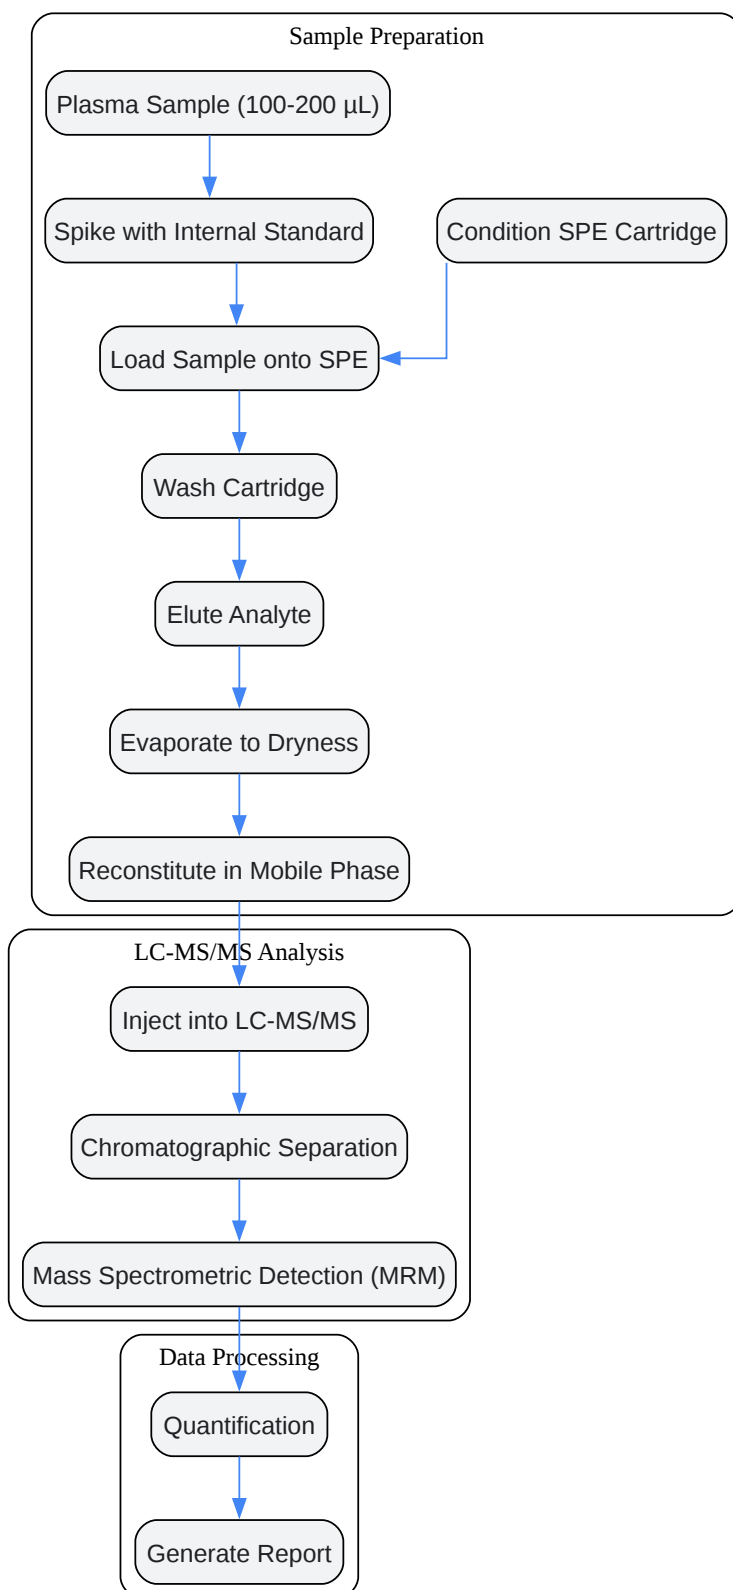 Sample Preparation
Plasma Sample (100-200 µL)
Spike with Internal Standard
Condition SPE Cartridge
Load Sample onto SPE
Wash Cartridge
Elute Analyte
Evaporate to Dryness
Reconstitute in Mobile Phase
LC-MS/MS Analysis
Inject into LC-MS/MS
Chromatographic Separation
Mass Spectrometric Detection (MRM)
Data Processing
Quantification
Generate Report